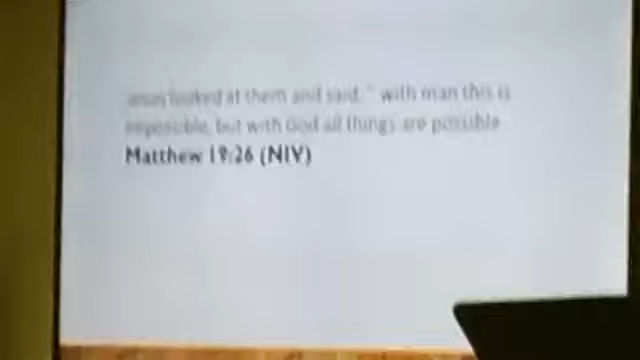 Jesus looked at them and said, " with man this is
impossible, but with God all things are possible
Matthew 19:26 (NIV)